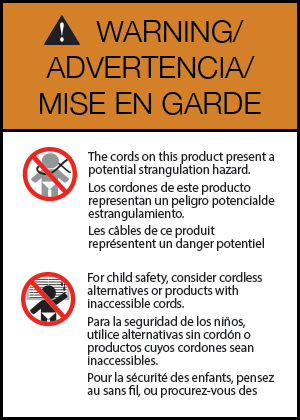 WARNING/
ADVERTENCIA/
MISE EN GARDE
The cords on this product present a
potential strangulation hazard.
Los cordones de este producto
representan un peligro potencialde
estrangulamiento.
Les câbles de ce produit
représentent un danger potentiel
For child safety, consider cordless
alternatives or products with
inaccessible cords.
Para la seguridad de los niños,
utilice alternativas sin cordón o
productos cuyos cordones sean
inaccessibles.
Pour la sécurité des enfants, pensez
au sans fil, ou procurez-vous des